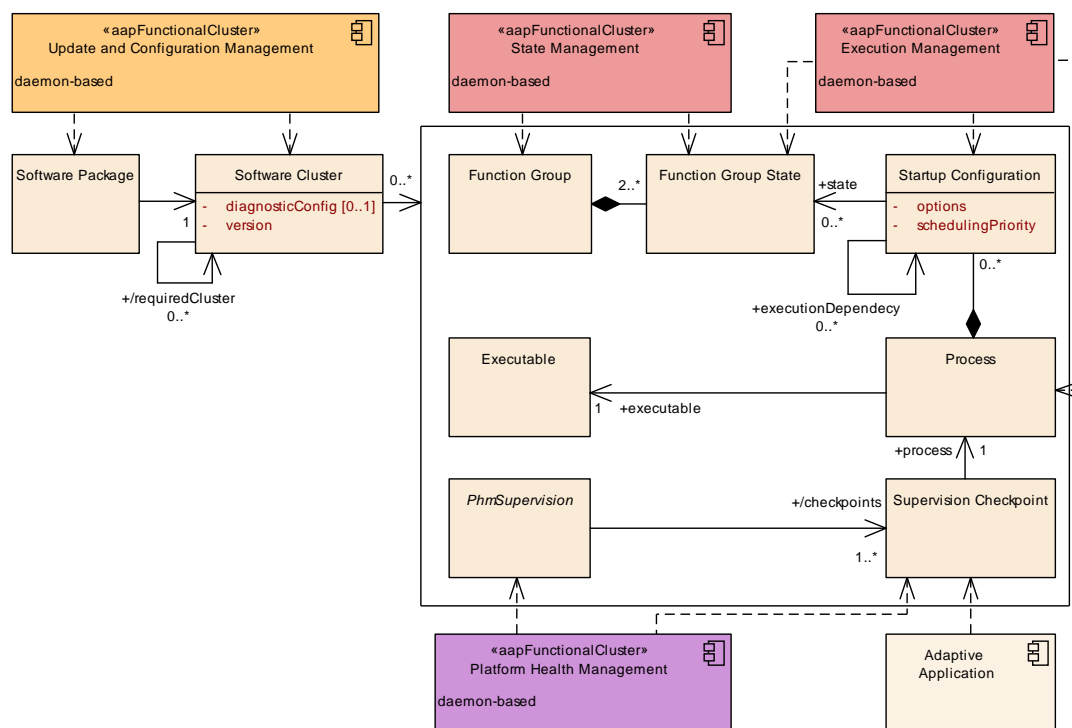 «aapFunctionalCluster»
Update and Configuration Management
daemon-based
«aapFunctionalCluster»
State Management
daemon-based
«aapFunctionalCluster»
Execution Management
daemon-based
Software Package
1
Software Cluster
- diagnosticConfig [0..1]
- version
0..*
+/requiredCluster
0..*
Function Group
2..*
Function Group State
+state
0..*
Startup Configuration
- options
- schedulingPriority
+executionDependecy
0..*
0..*
Executable
1
+executable
Process
+process
1
PhmSupervision
+/checkpoints
1..*
Supervision Checkpoint
«aapFunctionalCluster»
Platform Health Management
daemon-based
Adaptive
Application